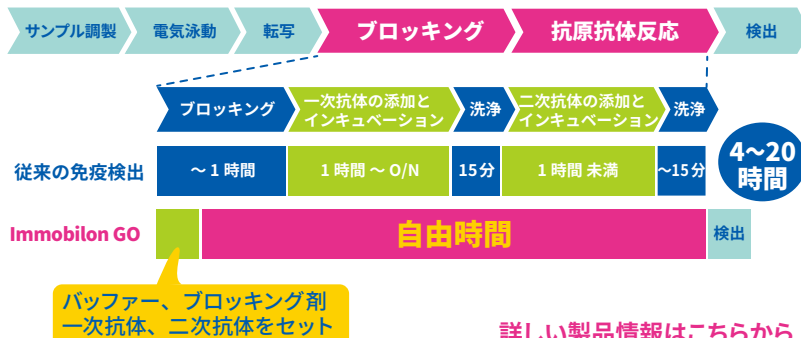 サンプル調製 電気泳動 転写 ブロッキング 抗原抗体反応 検出
ブロッキング 一次抗体の添加と
インキュベーション 洗浄 二次抗体の添加と
インキュベーション 洗浄
従来の免疫検出 ～1時間 1時間 ～ O/N 15分 1時間 未満 ～15分 4～20
時間
Immobilon GO 自由時間 検出
バッファー、ブロッキング剤
一次抗体、二次抗体をセット
詳しい製品情報はこちらから